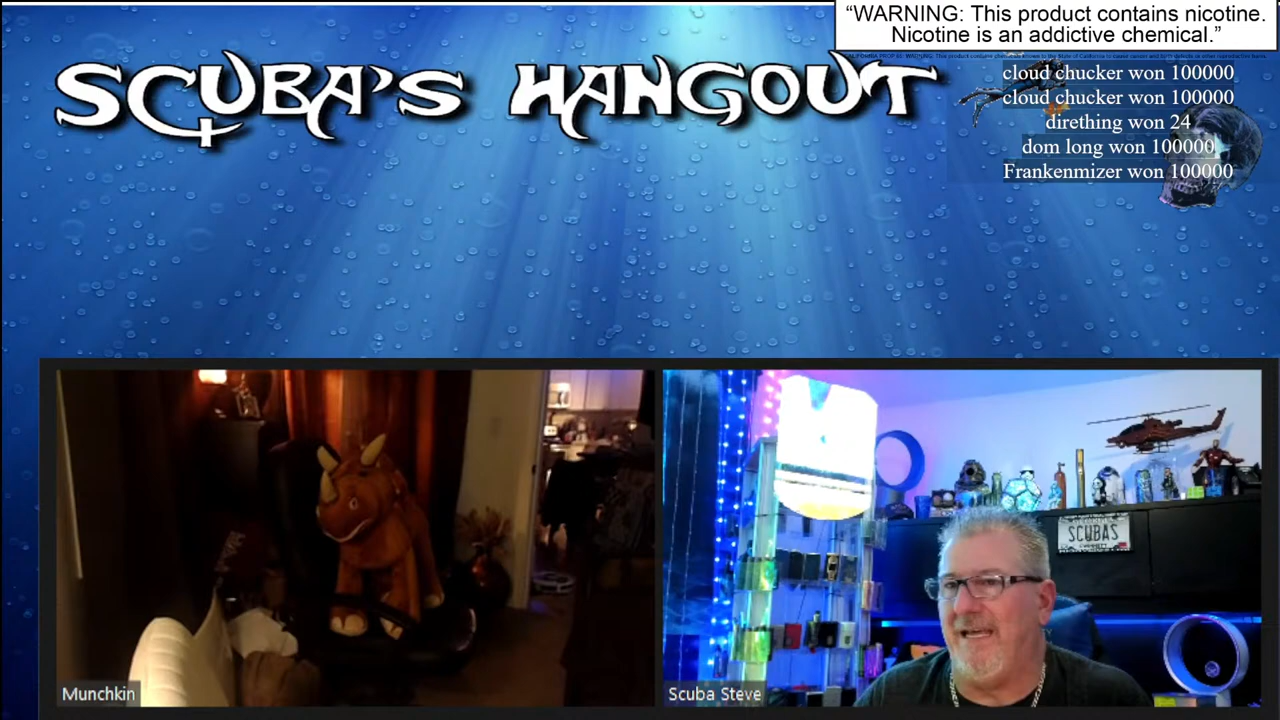 “WARNING: This product contains nicotine.
Nicotine is an addictive chemical.”
SCUBA'S HANGOUT
cloud chucker won 100000
cloud chucker won 100000
dirething won 24
dom long won 100000
Frankenmizer won 100000
SCUBAS
Munchkin
Scuba Steve